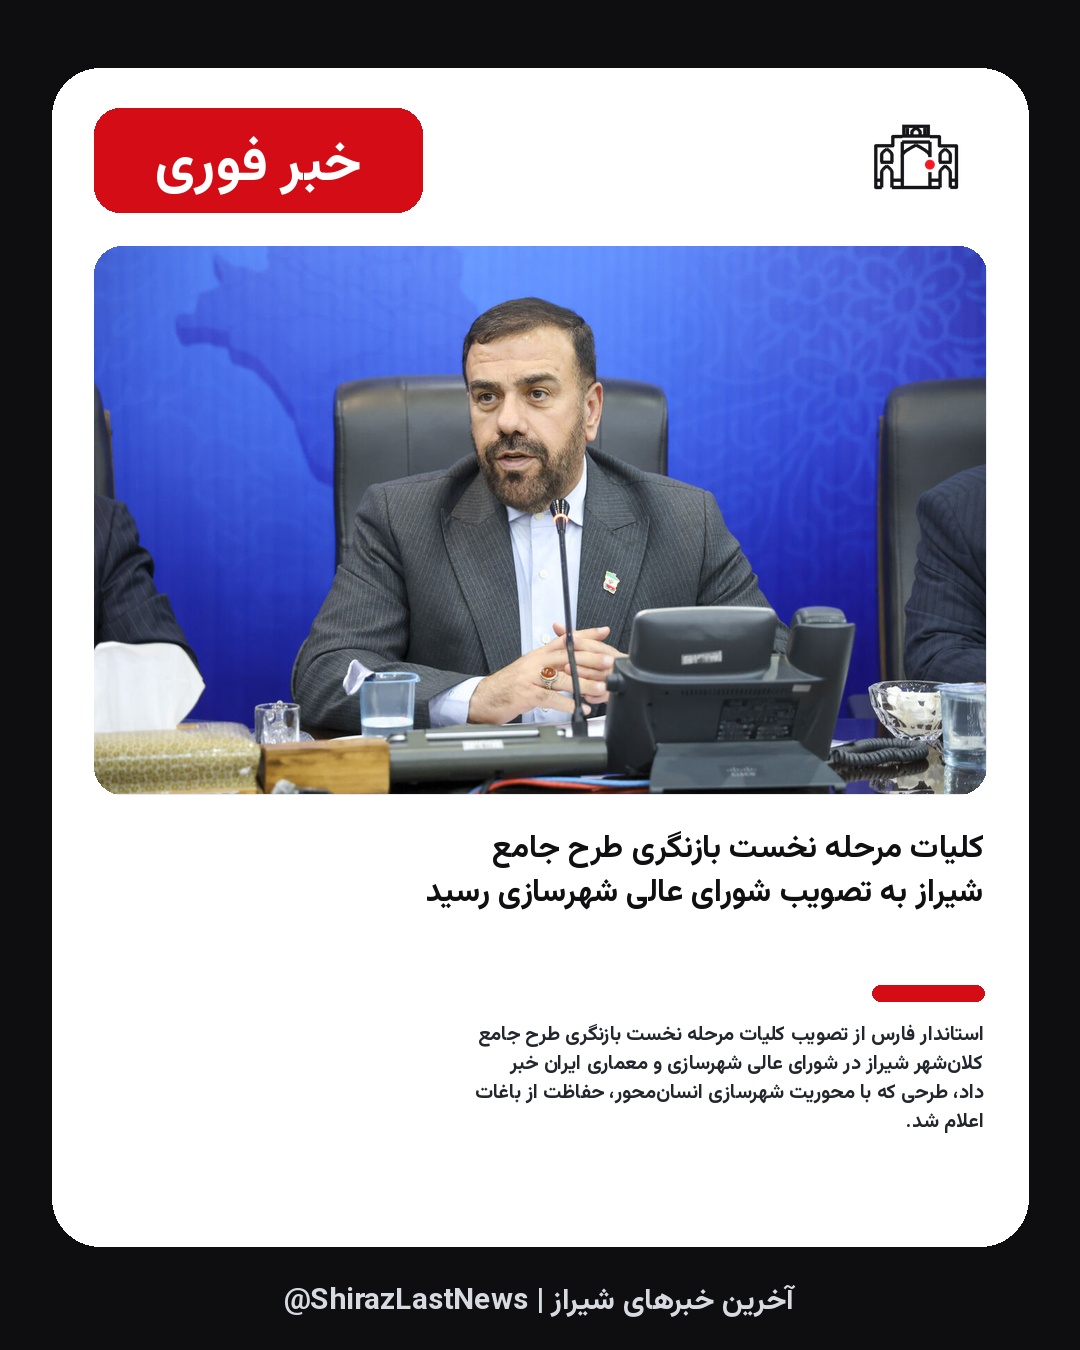 خبر فوری
کلیات مرحله نخست بازنگری طرح جامع
شیراز به تصویب شورای عالی شهرسازی رسید
استاندار فارس از تصویب کلیات مرحله نخست بازنگری طرح جامع
کلان‌شهر شیراز در شورای عالی شهرسازی و معماری ایران خبر
داد، طرحی که با محوریت شهرسازی انسان‌محور، حفاظت از باغات
اعلام شد.
آخرین خبرهای شیراز | @ShirazLastNews